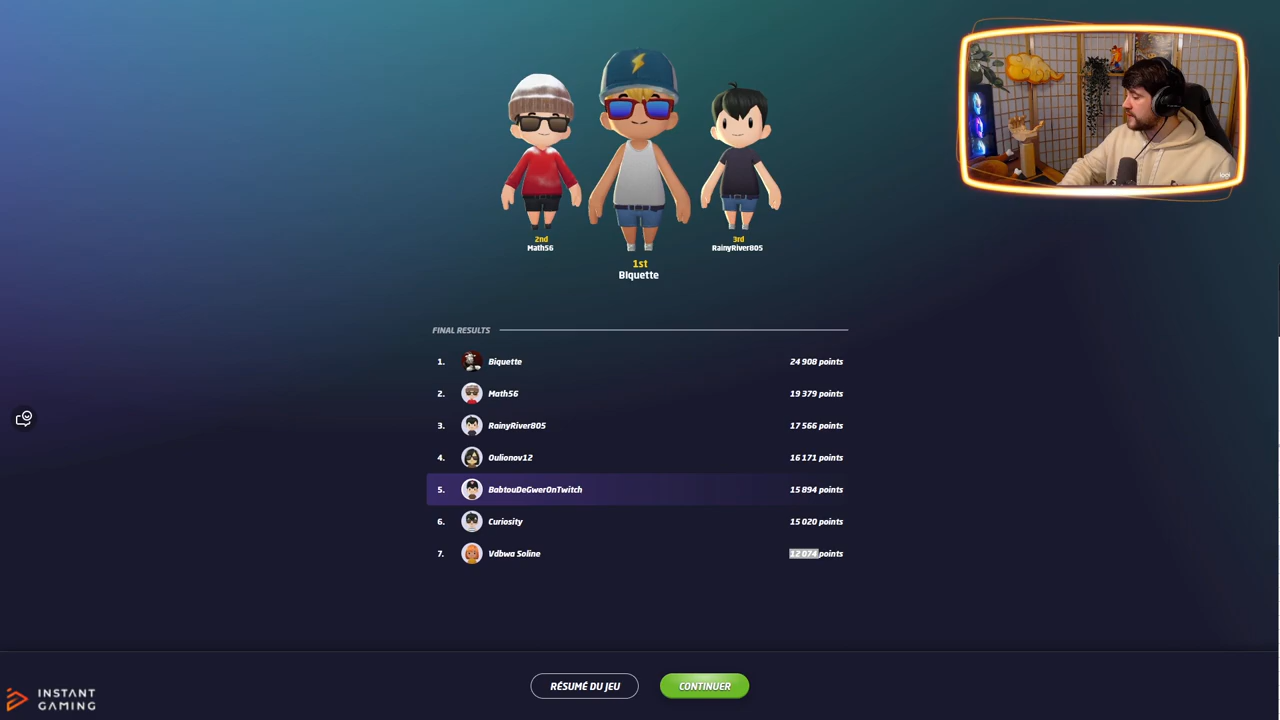 2nd
Math56
1st
Biquette
3rd
RainyRiver805
FINAL RESULTS
1. Biquette 24 908 points
2. Math56 19 379 points
3. RainyRiver805 17 566 points
4. Oulionov12 16 171 points
5. BabtouDeGwerOnTwitch 15 894 points
6. Curiosity 15 020 points
7. Vdbwa Soline 12 074 points
RÉSUMÉ DU JEU
CONTINUER
INSTANT
GAMING